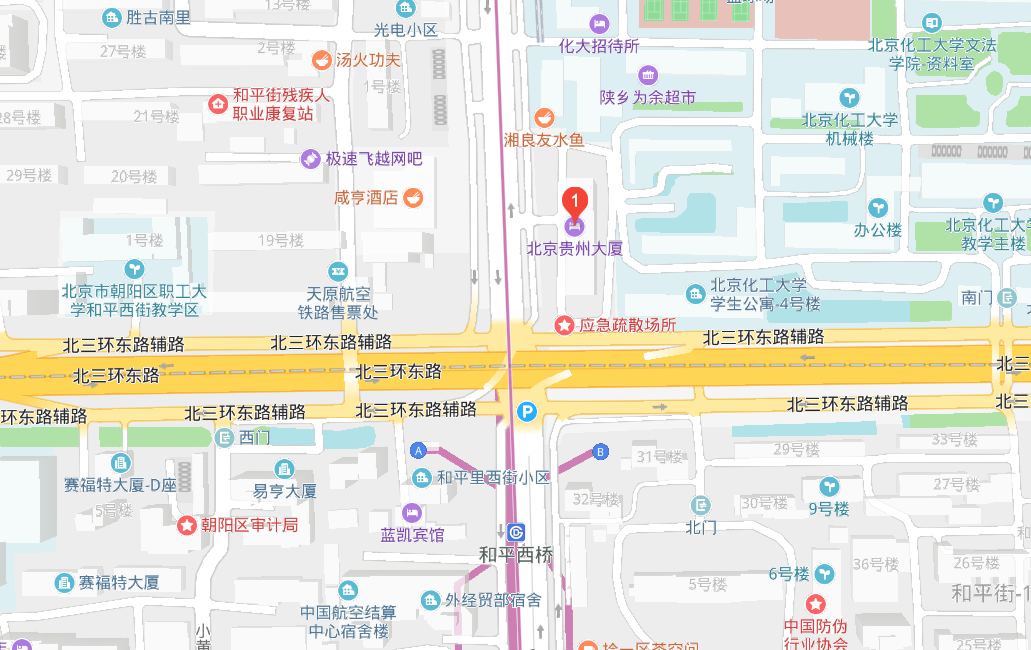 13号楼
胜古南里
光电小区
化大招待所
北京化工大学文法
学院-资料室
27号楼
2号楼
汤火功夫
1号楼
陕乡为余超市
和平街残疾人
职业康复站
28号楼
21号楼
北京化工大学
机械楼
湘良友水鱼
极速飞越网吧
29号楼
20号楼
咸亨酒店
1
办公楼
北京化工大学
教学主楼
1号楼
19号楼
北京贵州大厦
北京市朝阳区职工大
学和平西街教学区
天原航空
铁路售票处
北京化工大学
学生公寓-4号楼
南门
应急疏散场所
北三环东路辅路
北三环东路辅路
北三环东路辅路
北三环东路
北三环东路
北三
环东路辅路
北三环东路辅路
北三环东路辅路
P
北三环东路辅路
北三
西门
A
B
31号楼
29号楼
33号楼
赛福特大厦-D座
易亨大厦
和平里西街小区
5号楼
32号楼
30号楼
9号楼
27号楼
朝阳区审计局
蓝凯宾馆
北门
和平西桥
赛福特大厦
6号楼
36号楼
26号楼
5号楼
和平街-1
中国航空结算
中心宿舍楼
外经贸部宿舍
中国防伪
行业协会
小
黄
拾一区茶空间
25号楼